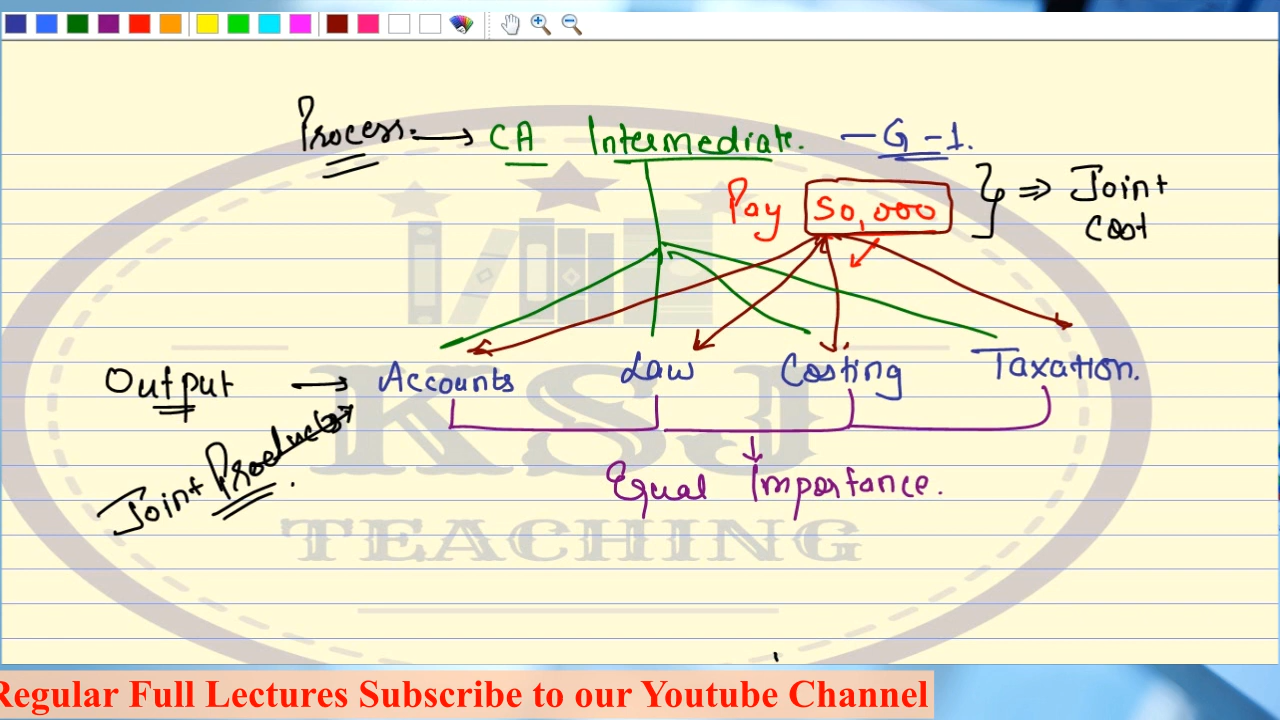 Process. → CA Intermediate. – G-1.
Pay 50,000 } ⇒ Joint Cost
Output → Accounts Law Costing Taxation.
Joint Products.
Equal Importance.
KSJ
TEACHING
Regular Full Lectures Subscribe to our Youtube Channel